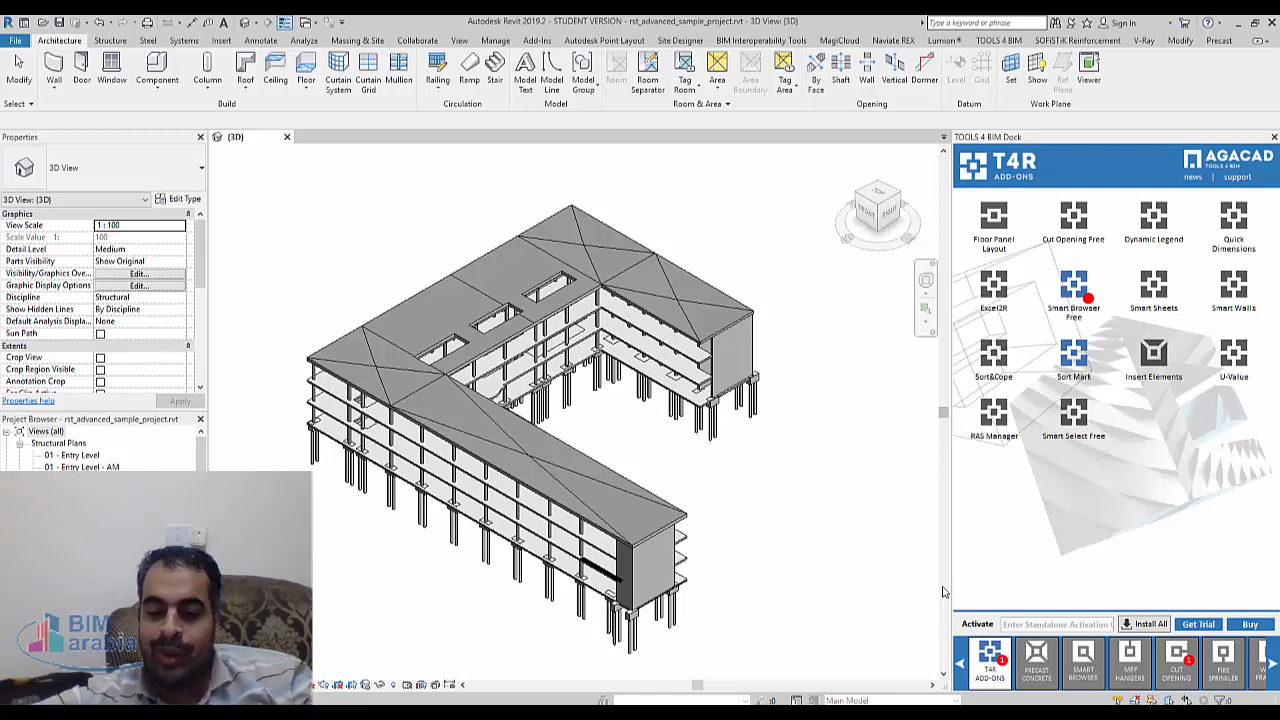 Autodesk Revit 2019.2 - STUDENT VERSION - rst_advanced_sample_project.rvt - 3D View: {3D}
Type a keyword or phrase
Sign In
File Architecture Structure Steel Systems Insert Annotate Analyze Massing & Site Collaborate View Manage Add-Ins Autodesk Point Layout Site Designer BIM Interoperability Tools MagiCloud Naviate REX Lumion® TOOLS 4 BIM SOFiSTiK Reinforcement V-Ray Modify Precast
Modify Wall Door Window Component Column Roof Ceiling Floor Curtain System Curtain Grid Mullion Railing Ramp Stair Model Text Model Line Model Group Room Room Separator Tag Room Area Area Boundary Tag Area By Face Shaft Wall Vertical Dormer Level Grid Set Show Ref Plane Viewer
Select Build Circulation Model Room & Area Opening Datum Work Plane
Properties
{3D}
TOOLS 4 BIM Dock
3D View
3D View: {3D}
Edit Type
Graphics
View Scale 1 : 100
Scale Value 1: 100
Detail Level Medium
Parts Visibility Show Original
Visibility/Graphics Ove... Edit...
Graphic Display Options Edit...
Discipline Structural
Show Hidden Lines By Discipline
Default Analysis Displa... None
Sun Path
Extents
Crop View
Crop Region Visible
Annotation Crop
Properties help
Apply
Project Browser - rst_advanced_sample_project.rvt
Views (all)
Structural Plans
01 - Entry Level
01 - Entry Level - AM
BIM
arabia
TOP
FRONT
RIGHT
T4R
ADD-ONS
AGACAD
TOOLS 4 BIM
news | support
Floor Panel Layout
Cut Opening Free
Dynamic Legend
Quick Dimensions
Excel2R
Smart Browser Free
Smart Sheets
Smart Walls
Sort&Cope
Sort Mark
Insert Elements
U-Value
RAS Manager
Smart Select Free
Activate
Enter Standalone Activation
Install All
Get Trial
Buy
T4R ADD-ONS
1
PRECAST CONCRETE
SMART BROWSER
MEP HANGERS
CUT OPENING
1
FIRE SPRINKLER
:0
Main Model
:0